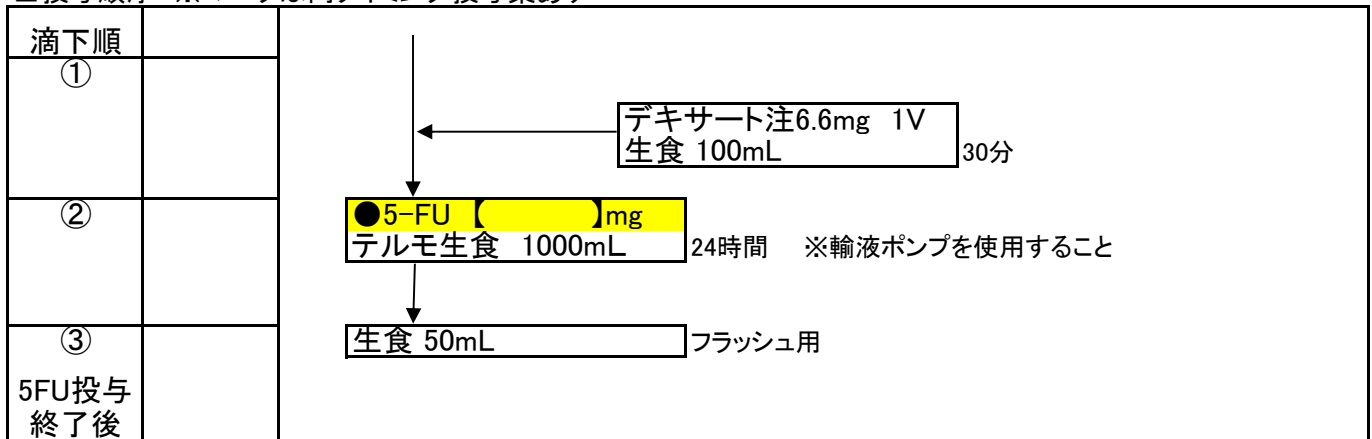 滴下順
①
デキサート注6.6mg 1V
生食 100mL 30分
②
●5-FU 【 】mg
テルモ生食 1000mL 24時間 ※輸液ポンプを使用すること
③
生食 50mL フラッシュ用
5FU投与
終了後